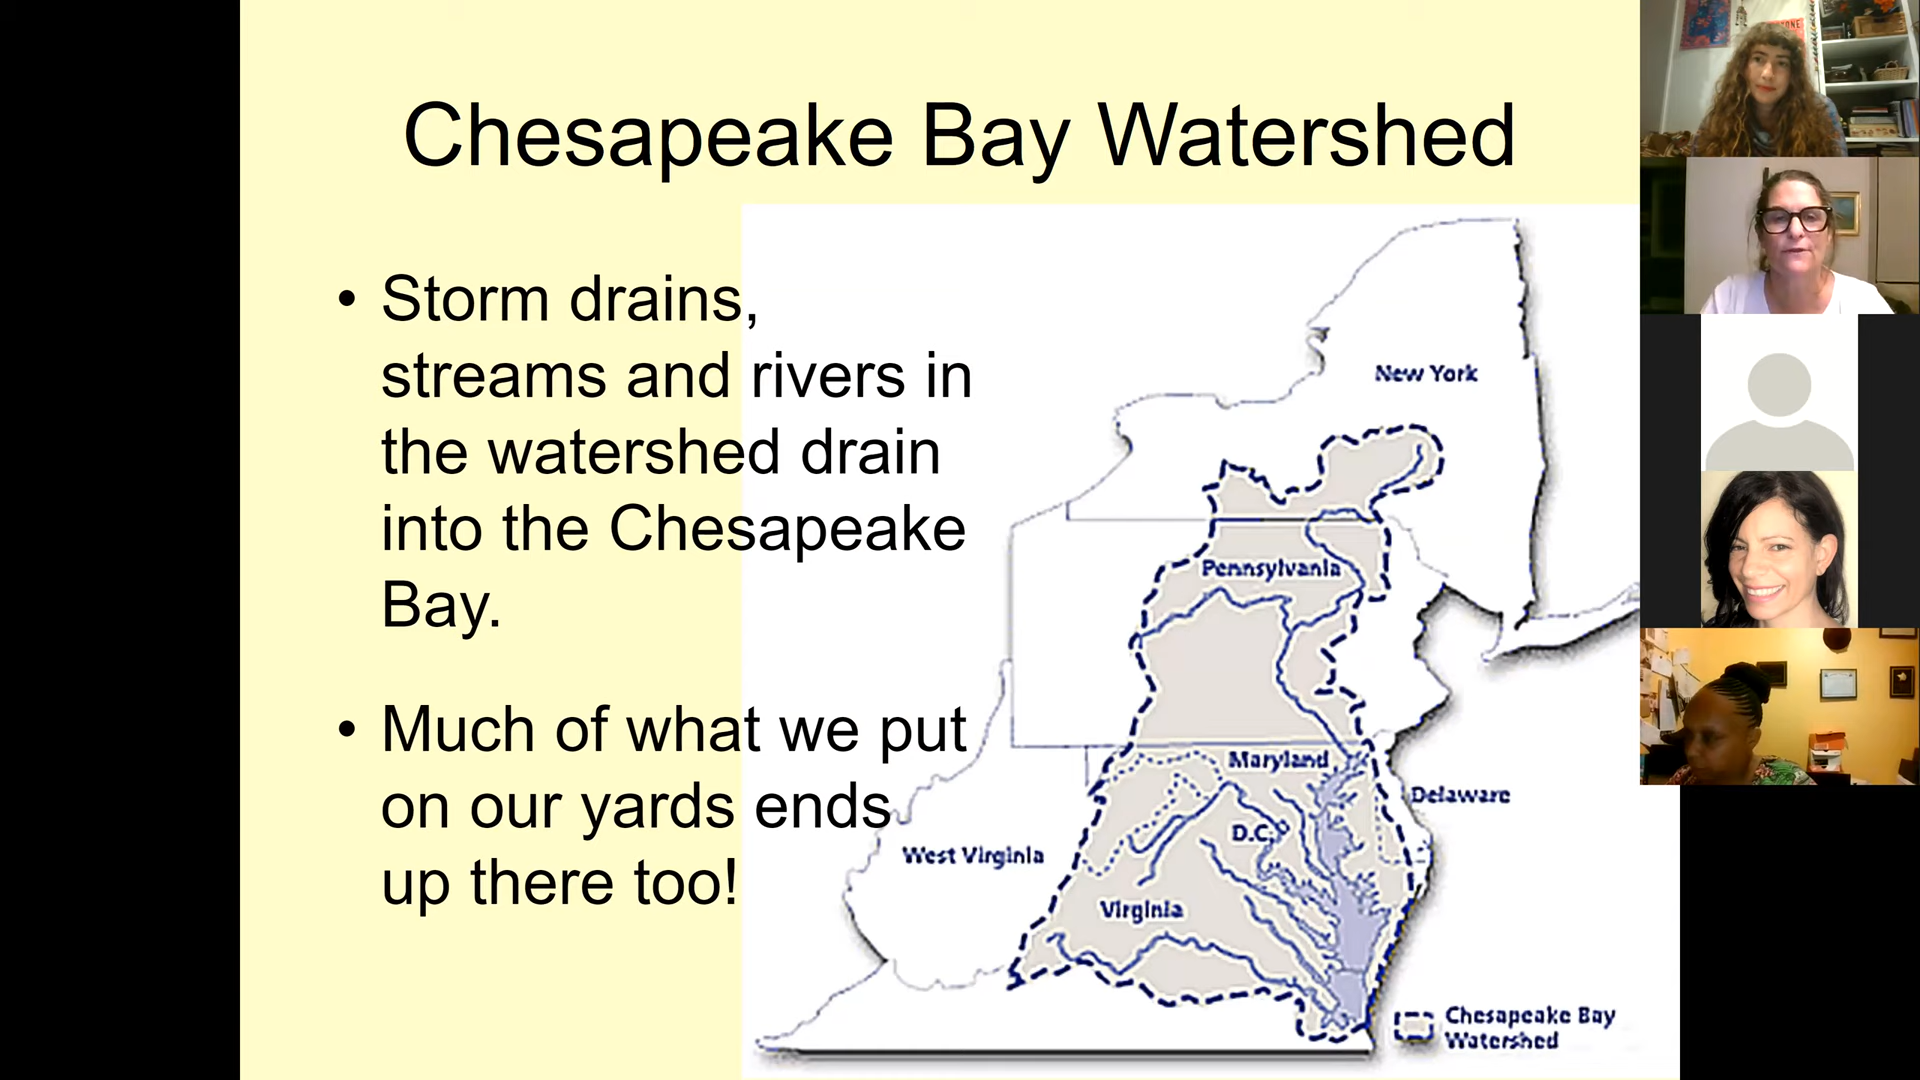 Chesapeake Bay Watershed
• Storm drains,
streams and rivers in
the watershed drain
into the Chesapeake
Bay.
• Much of what we put
on our yards ends
up there too!
New York
Pennsylvania
Maryland
Delaware
D.C.
West Virginia
Virginia
Chesapeake Bay
Watershed